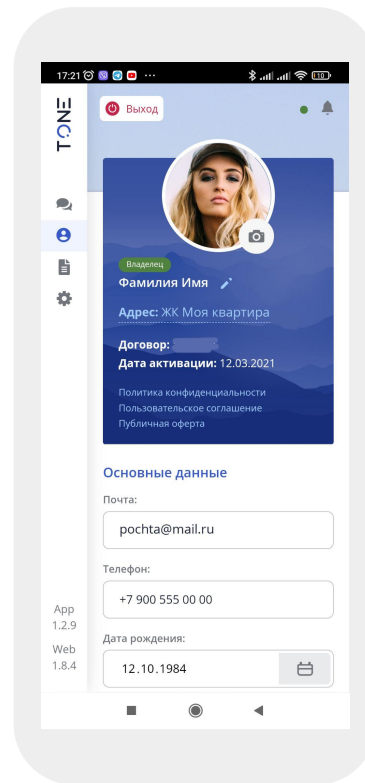 17:21
TONE
Выход
Владелец
Фамилия Имя
Адрес: ЖК Моя квартира
Договор:
Дата активации: 12.03.2021
Политика конфиденциальности
Пользовательское соглашение
Публичная оферта
Основные данные
Почта:
pochta@mail.ru
Телефон:
+7 900 555 00 00
Дата рождения:
12.10.1984
App
1.2.9
Web
1.8.4